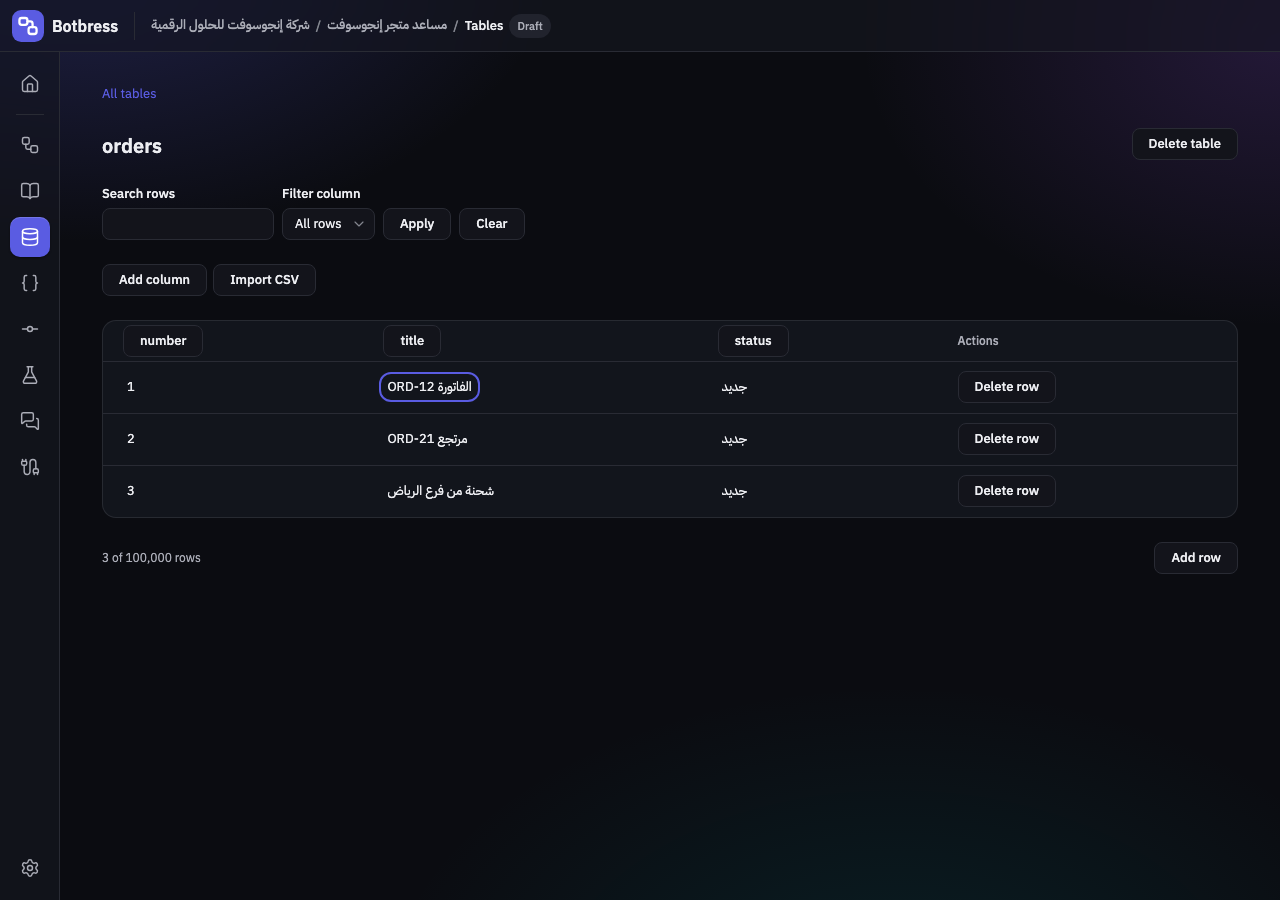 Botbress شركة إنجوسوفت للحلول الرقمية / مساعد متجر إنجوسوفت / Tables Draft
All tables
orders
Delete table
Search rows Filter column
All rows Apply Clear
Add column Import CSV
number title status Actions
1 الفاتورة ORD-12 جديد Delete row
2 مرتجع ORD-21 جديد Delete row
3 شحنة من فرع الرياض جديد Delete row
3 of 100,000 rows Add row